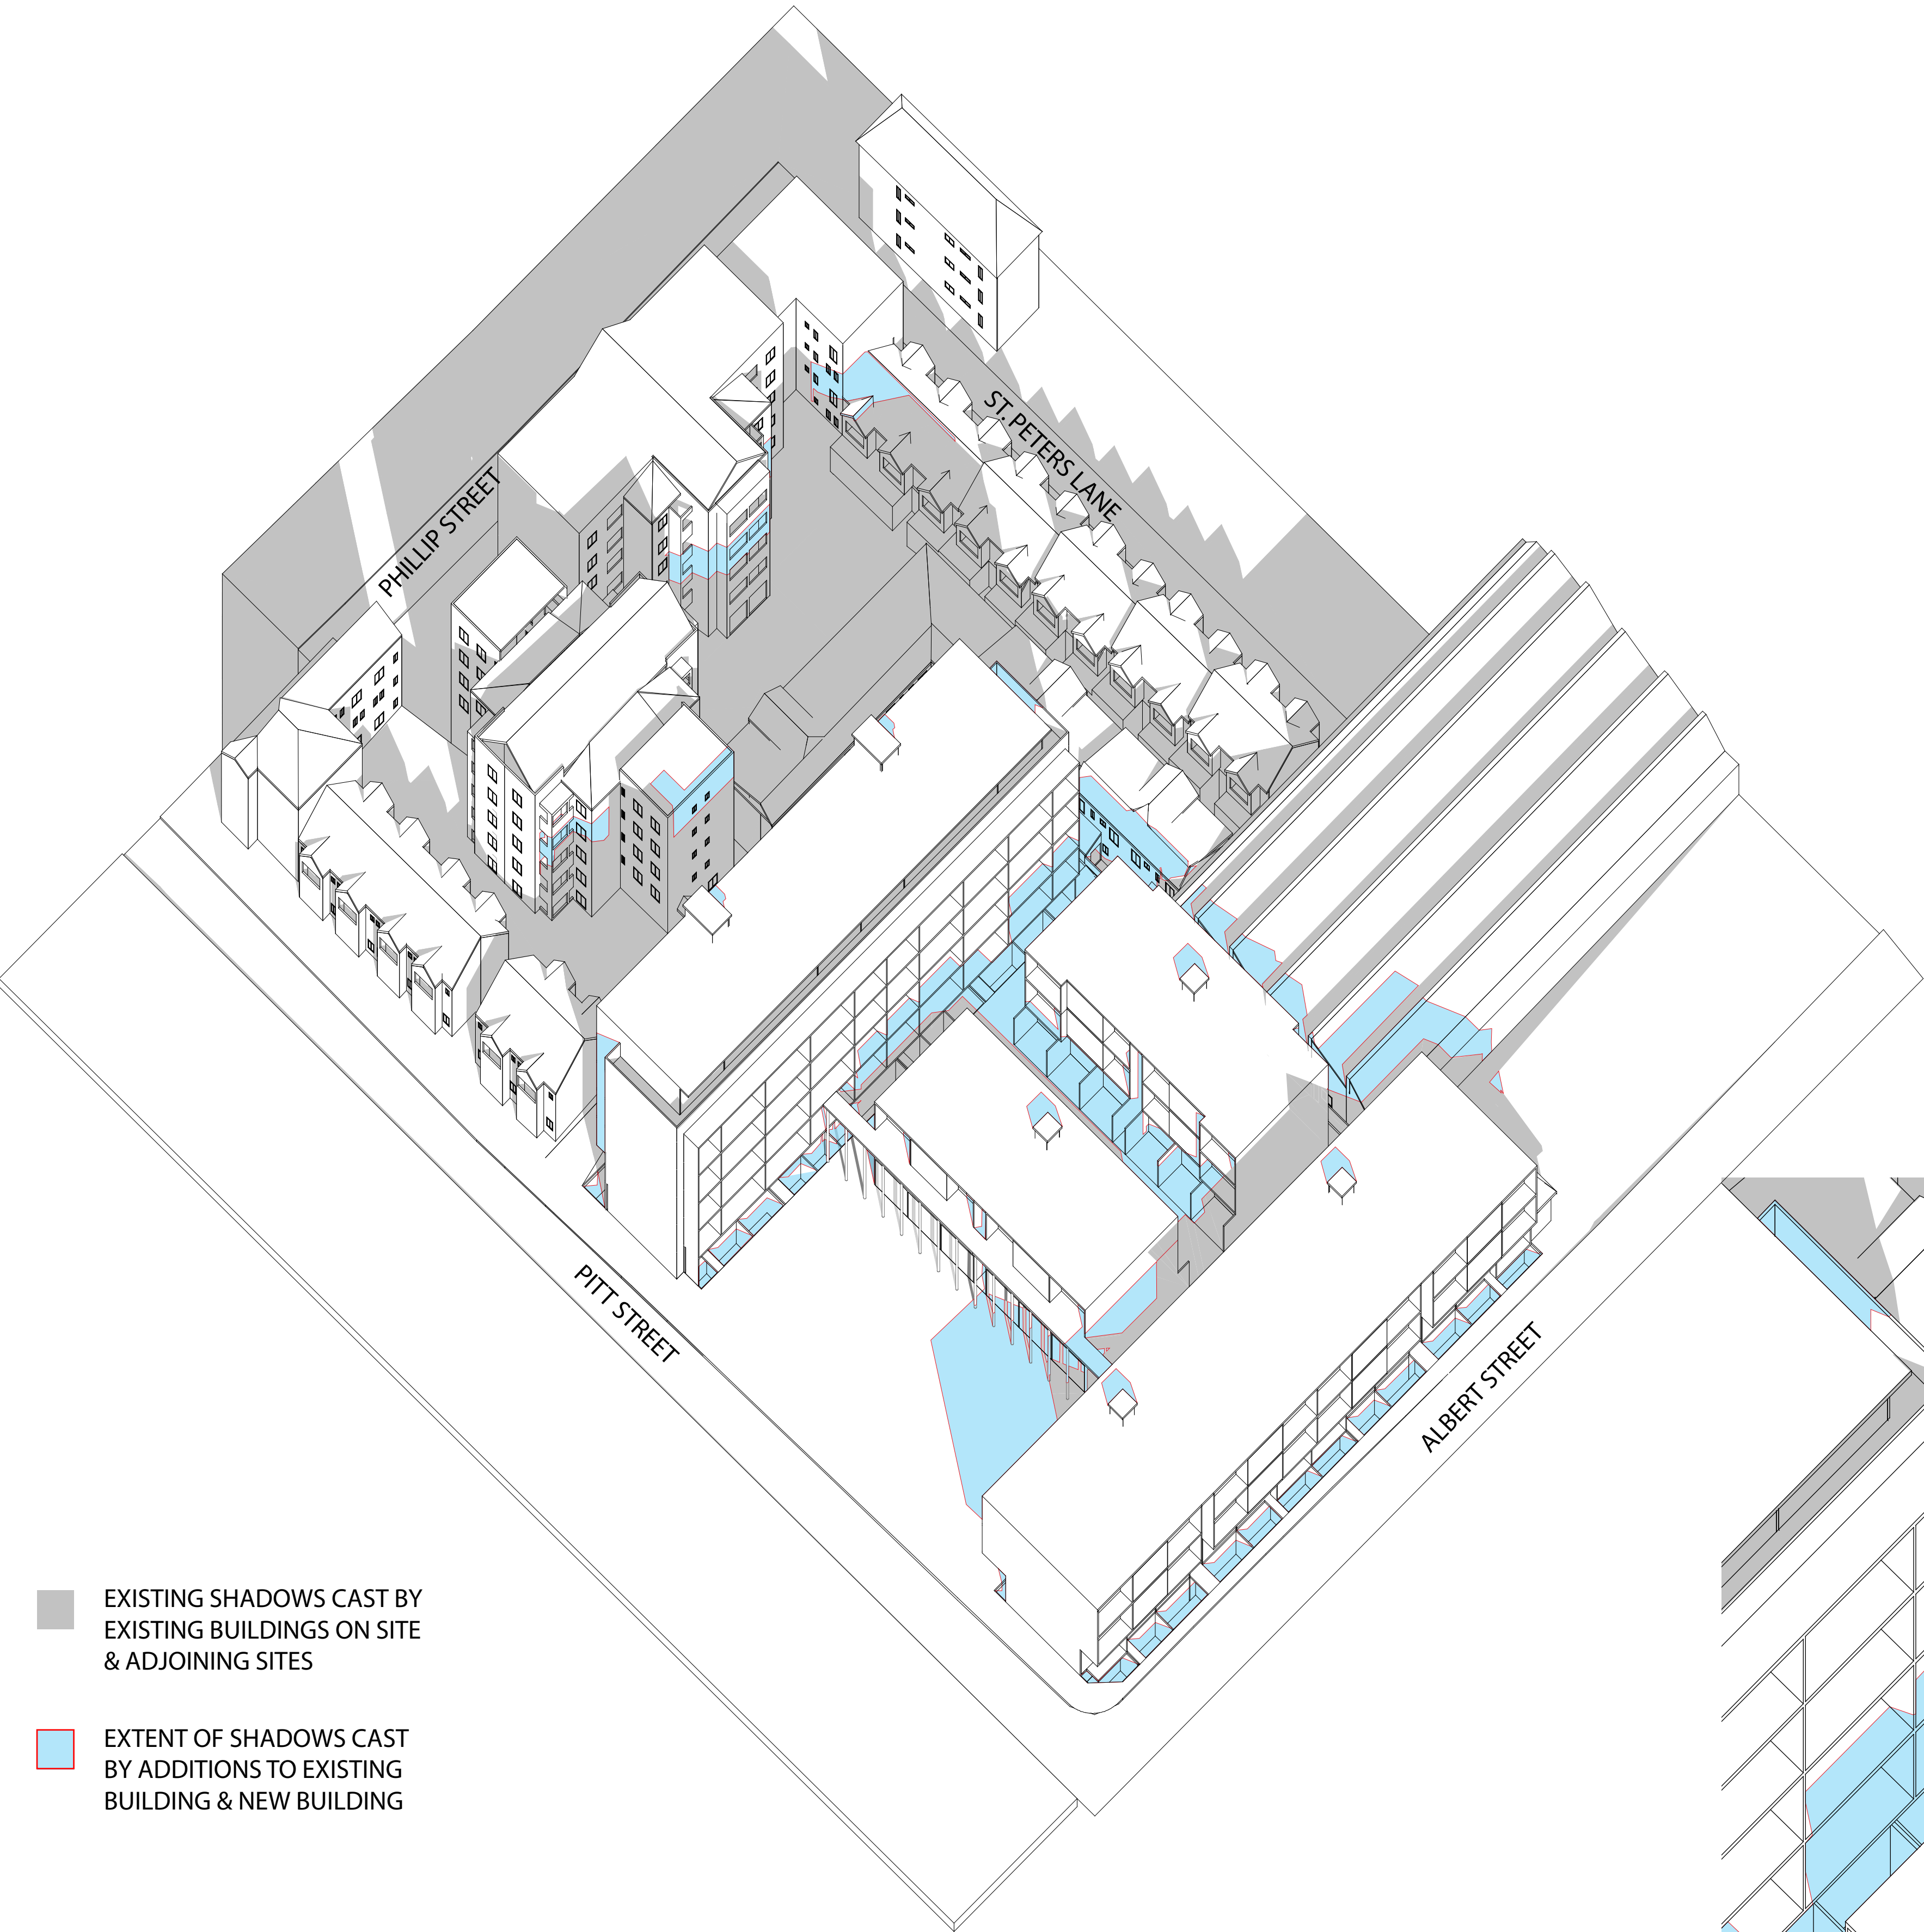 PHILLIP STREET
ST. PETERS LANE
PITT STREET
ALBERT STREET
EXISTING SHADOWS CAST BY
EXISTING BUILDINGS ON SITE
& ADJOINING SITES
EXTENT OF SHADOWS CAST
BY ADDITIONS TO EXISTING
BUILDING & NEW BUILDING